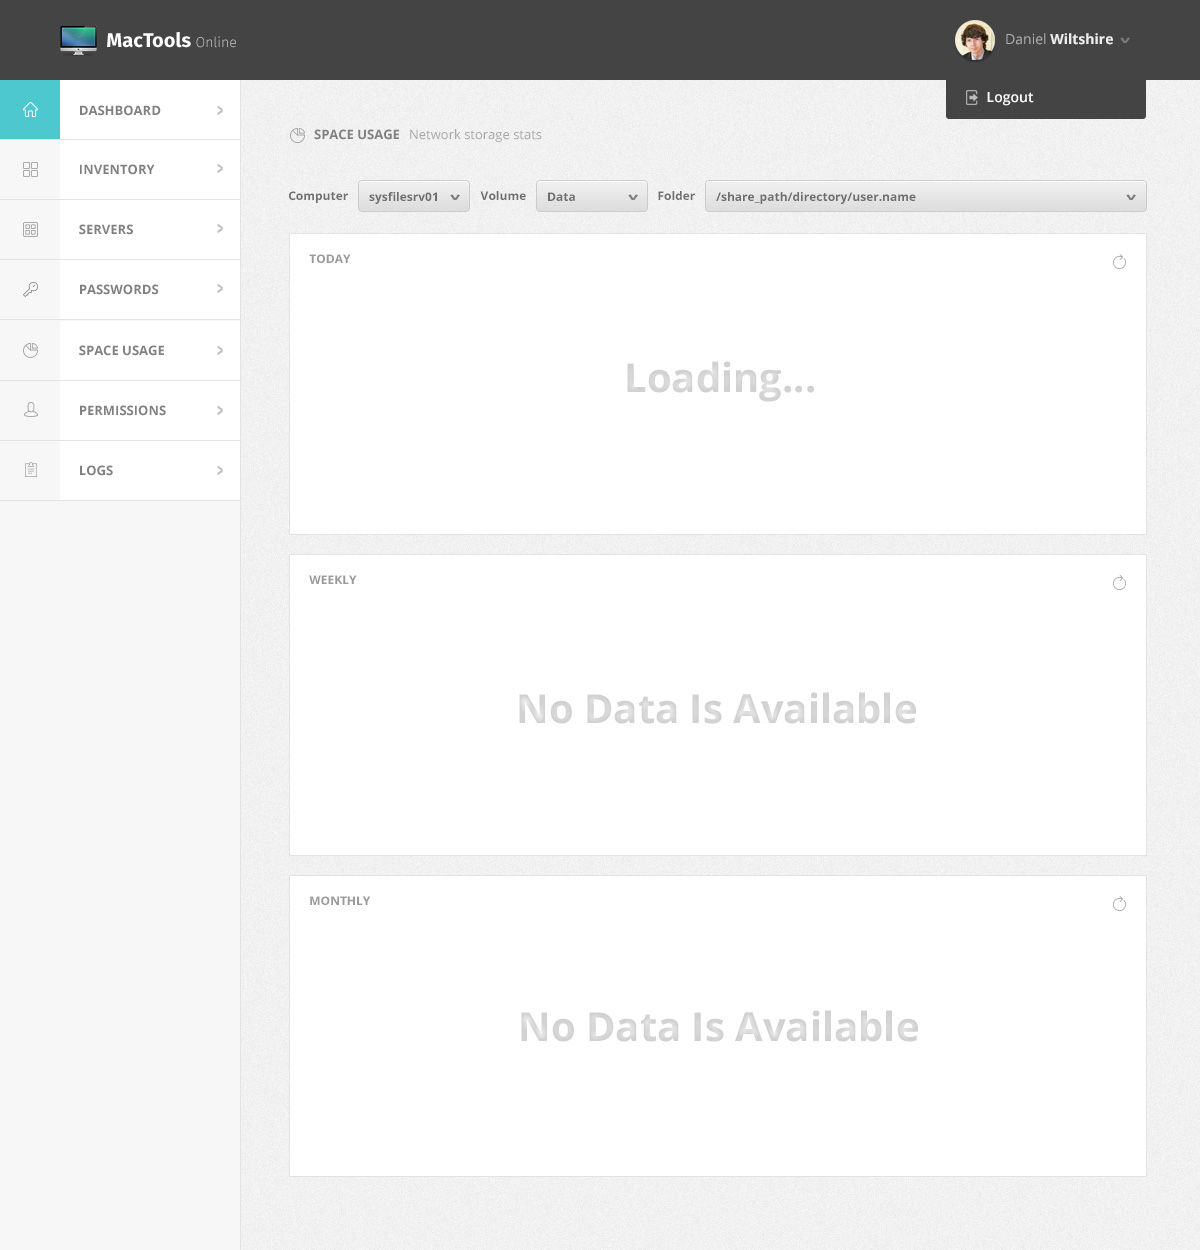 MacTools Online
Daniel Wiltshire
Logout
DASHBOARD
INVENTORY
SERVERS
PASSWORDS
SPACE USAGE
PERMISSIONS
LOGS
SPACE USAGE Network storage stats
Computer sysfilesrv01 Volume Data Folder /share_path/directory/user.name
TODAY
Loading...
WEEKLY
No Data Is Available
MONTHLY
No Data Is Available